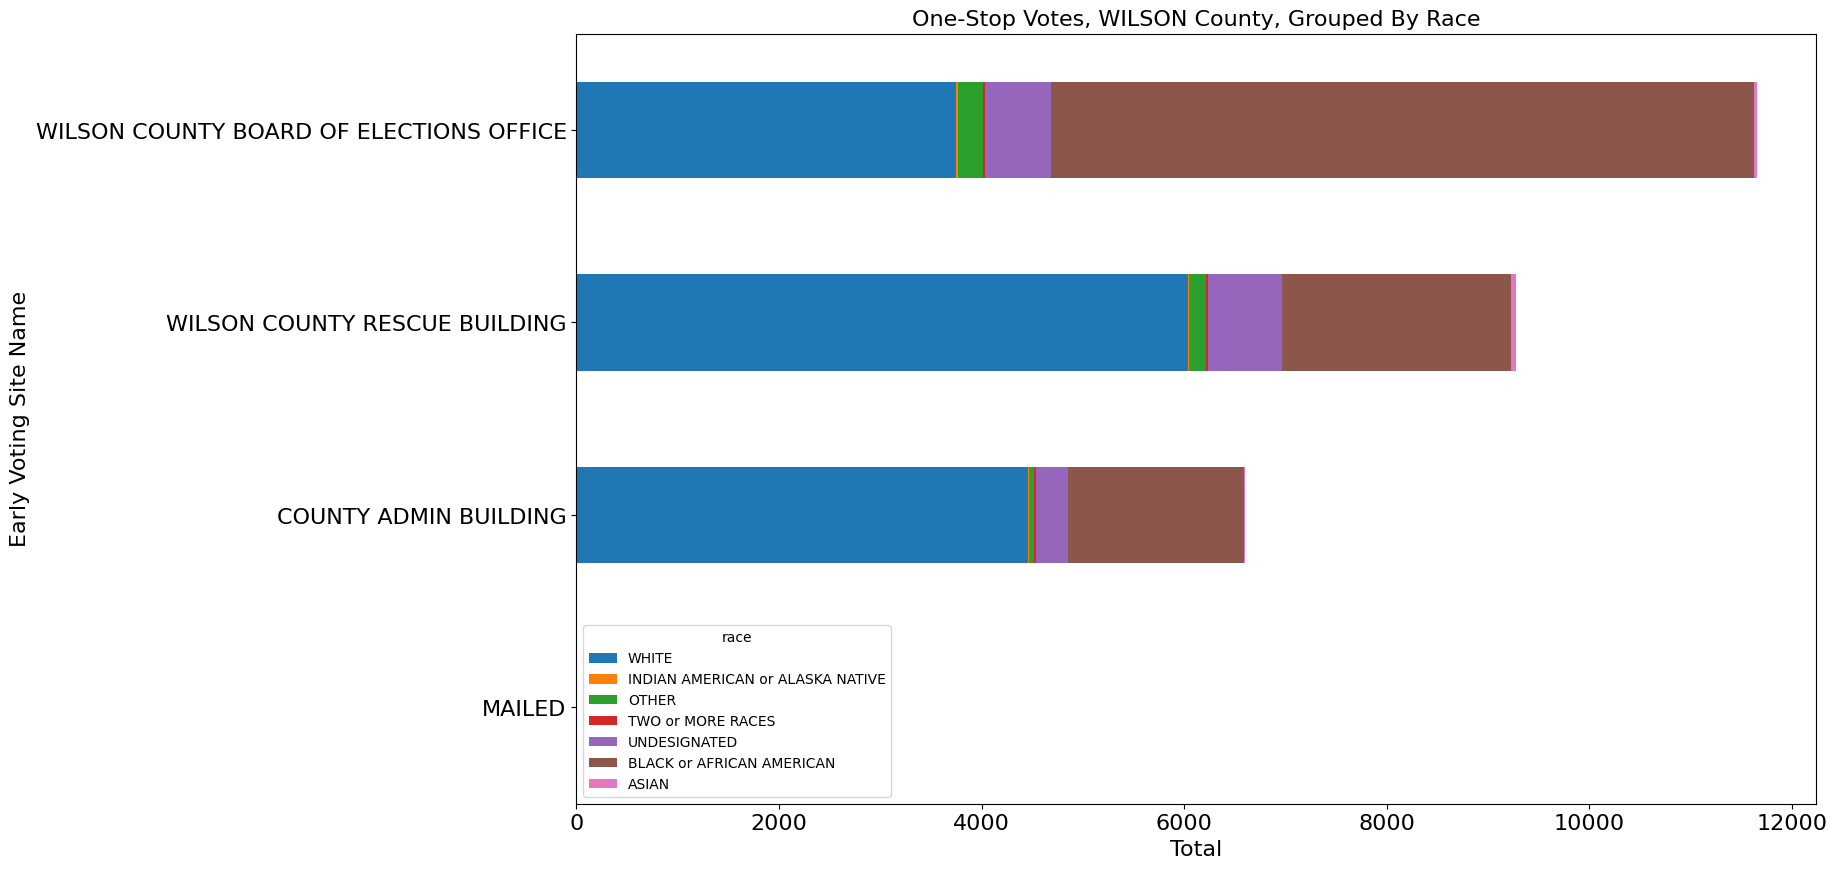 One-Stop Votes, WILSON County, Grouped By Race
Early Voting Site Name
WILSON COUNTY BOARD OF ELECTIONS OFFICE
WILSON COUNTY RESCUE BUILDING
COUNTY ADMIN BUILDING
MAILED
race
WHITE
INDIAN AMERICAN or ALASKA NATIVE
OTHER
TWO or MORE RACES
UNDESIGNATED
BLACK or AFRICAN AMERICAN
ASIAN
0 2000 4000 6000 8000 10000 12000
Total